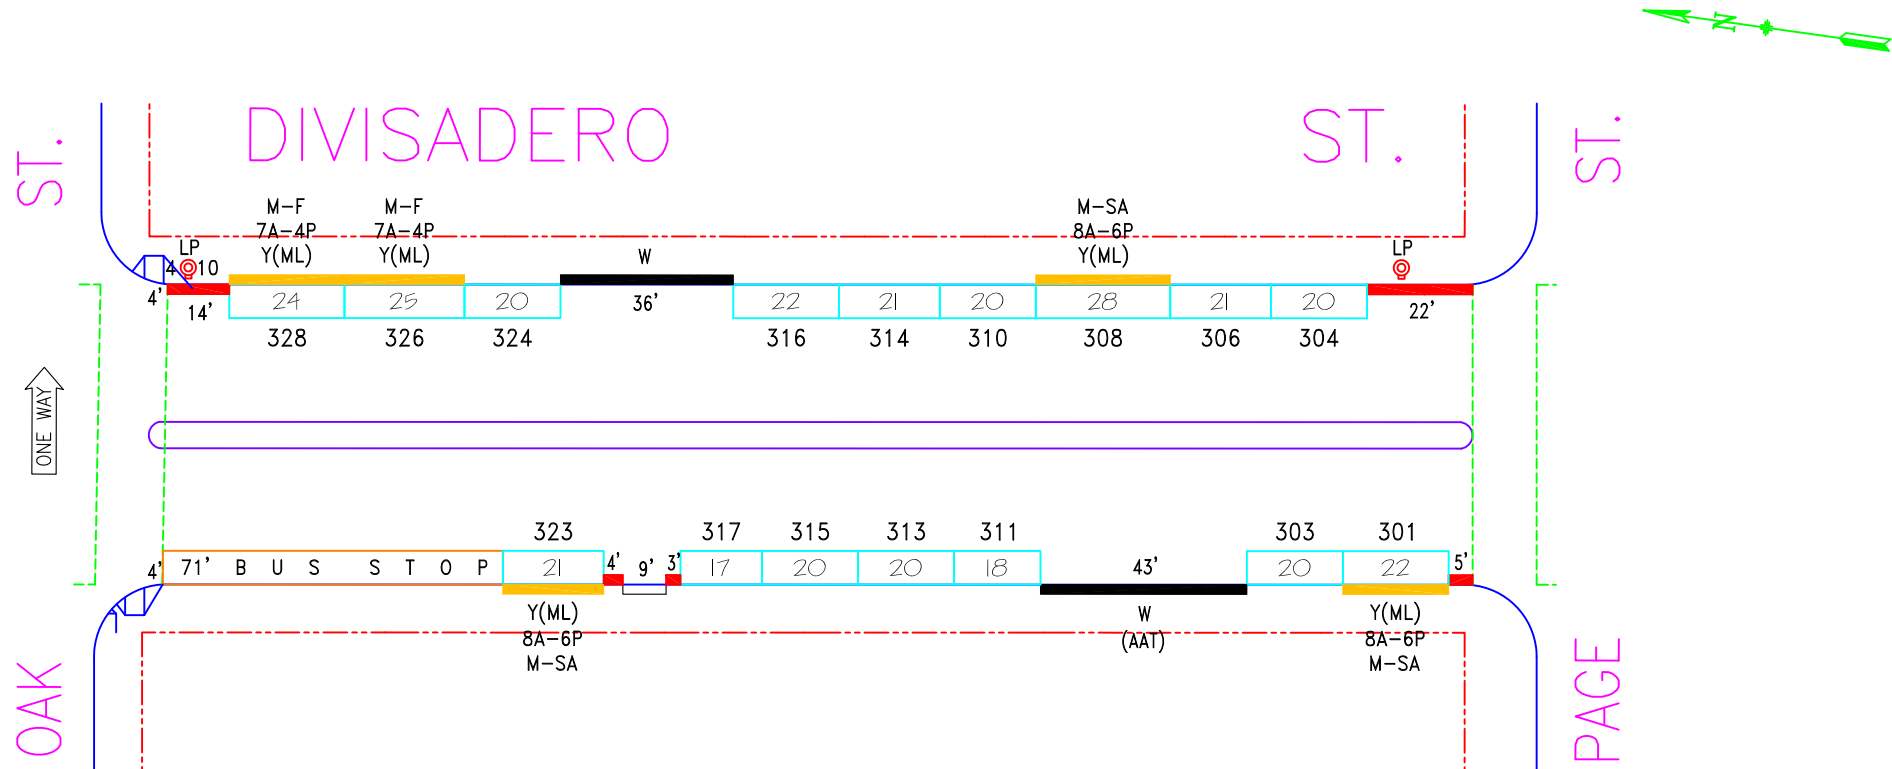 N
DIVISADERO ST.
ST.
ST.
M-F
7A-4P
Y(ML)
M-F
7A-4P
Y(ML)
M-SA
8A-6P
Y(ML)
LP
W
LP
4 10
4'
14'
24
25
20
36'
22
21
20
28
21
20
22'
328
326
324
316
314
310
308
306
304
ONE WAY
323
317
315
313
311
303
301
4'
71' BUS STOP
21
4'
9'
3'
17
20
20
18
43'
20
22
5'
Y(ML)
8A-6P
M-SA
W
(AAT)
Y(ML)
8A-6P
M-SA
OAK
PAGE